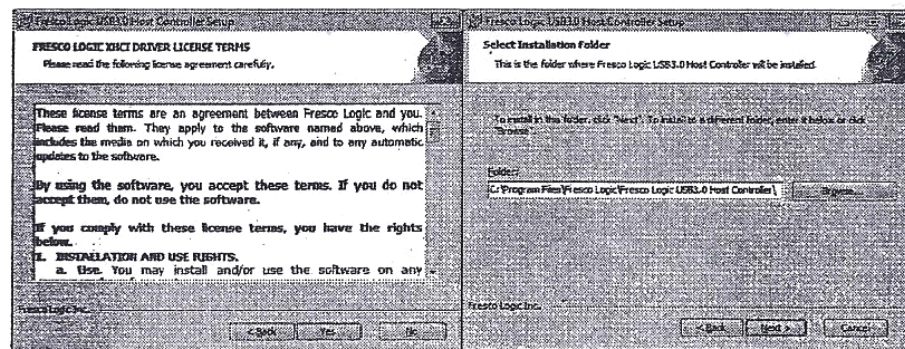 Fresco Logic USB3.0 Host Controller Setup
FRESCO LOGIC XHCI DRIVER LICENSE TERMS
Please read the following license agreement carefully.
These license terms are an agreement between Fresco Logic and you.
Please read them. They apply to the software named above, which
includes the media on which you received it, if any, and to any automatic
updates to the software.
By using the software, you accept these terms. If you do not
accept them, do not use the software.
If you comply with these license terms, you have the rights
below.
1. INSTALLATION AND USE RIGHTS.
a. Use. You may install and/or use the software on any
Fresco Logic Inc.
< Back
Yes
No
Fresco Logic USB3.0 Host Controller Setup
Select Installation Folder
This is the folder where Fresco Logic USB3.0 Host Controller will be installed.
To install in this folder, click "Next". To install to a different folder, enter it below or click
"Browse".
Folder:
C:\Program Files\Fresco Logic\Fresco Logic USB3.0 Host Controller\
Browse...
Fresco Logic Inc.
< Back
Next >
Cancel